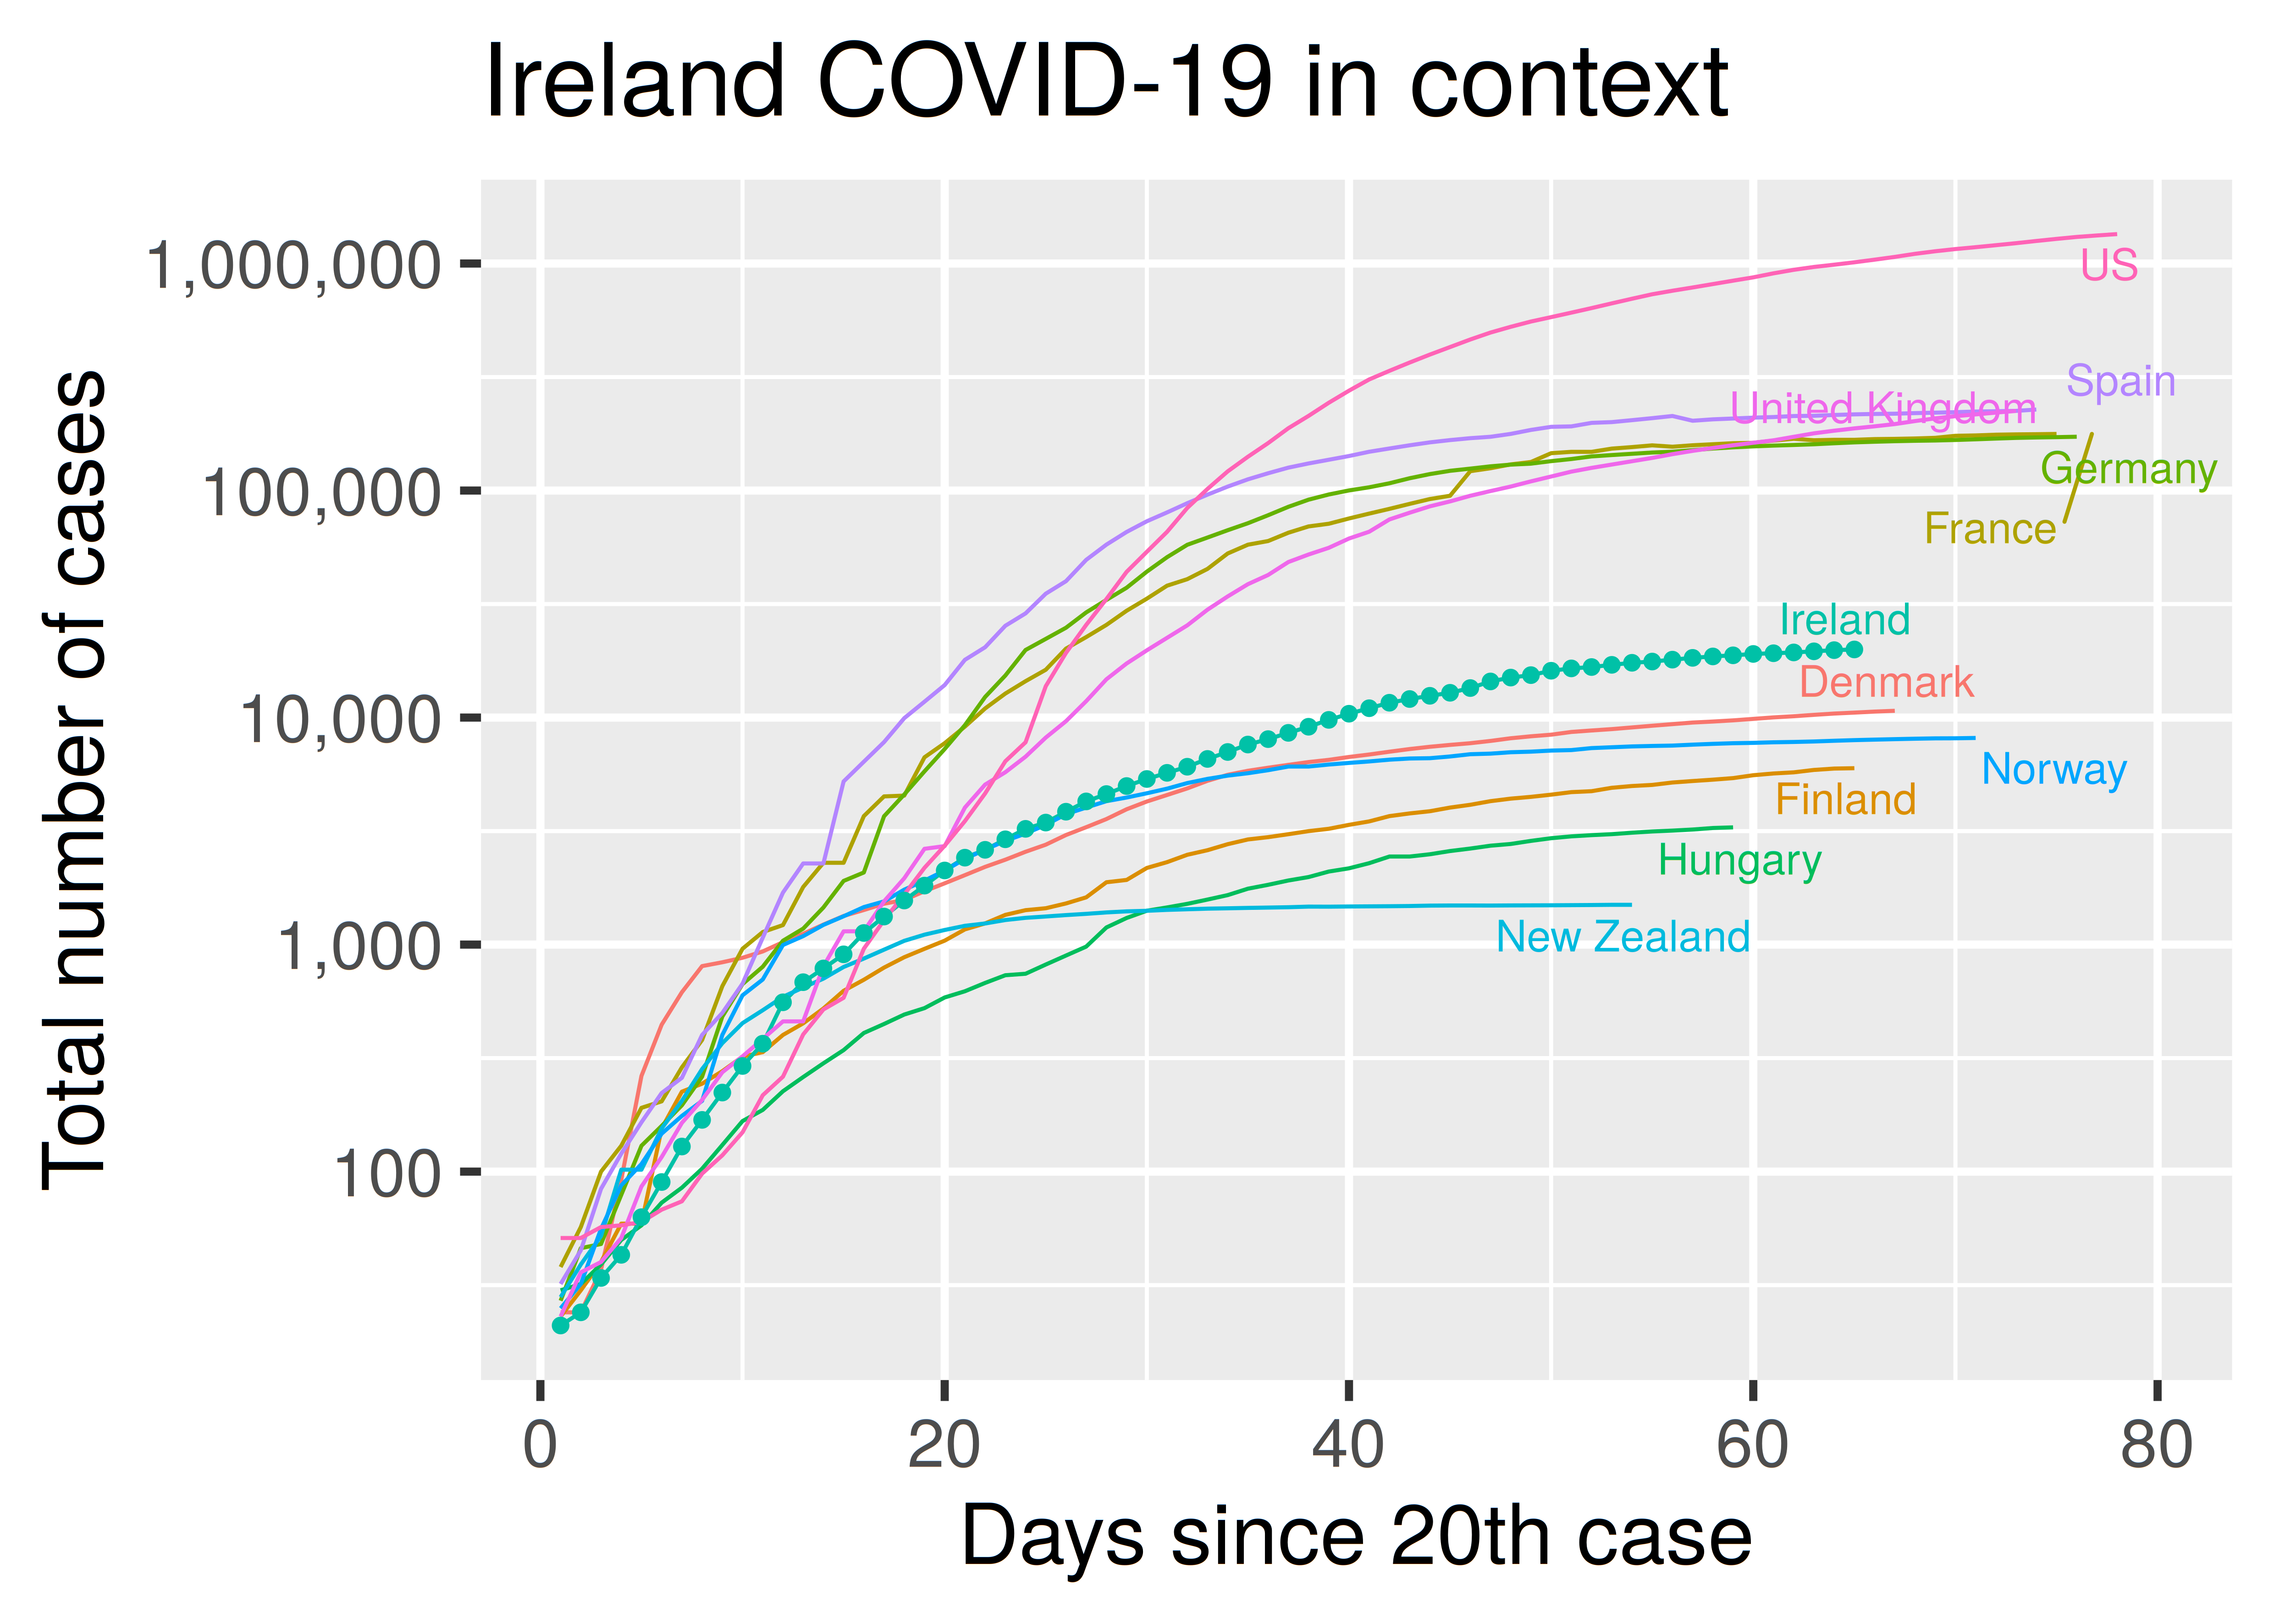 Ireland COVID-19 in context
Total number of cases
1,000,000
100,000
10,000
1,000
100
US
Spain
United Kingdom
Germany
France
Ireland
Denmark
Norway
Finland
Hungary
New Zealand
0 20 40 60 80
Days since 20th case